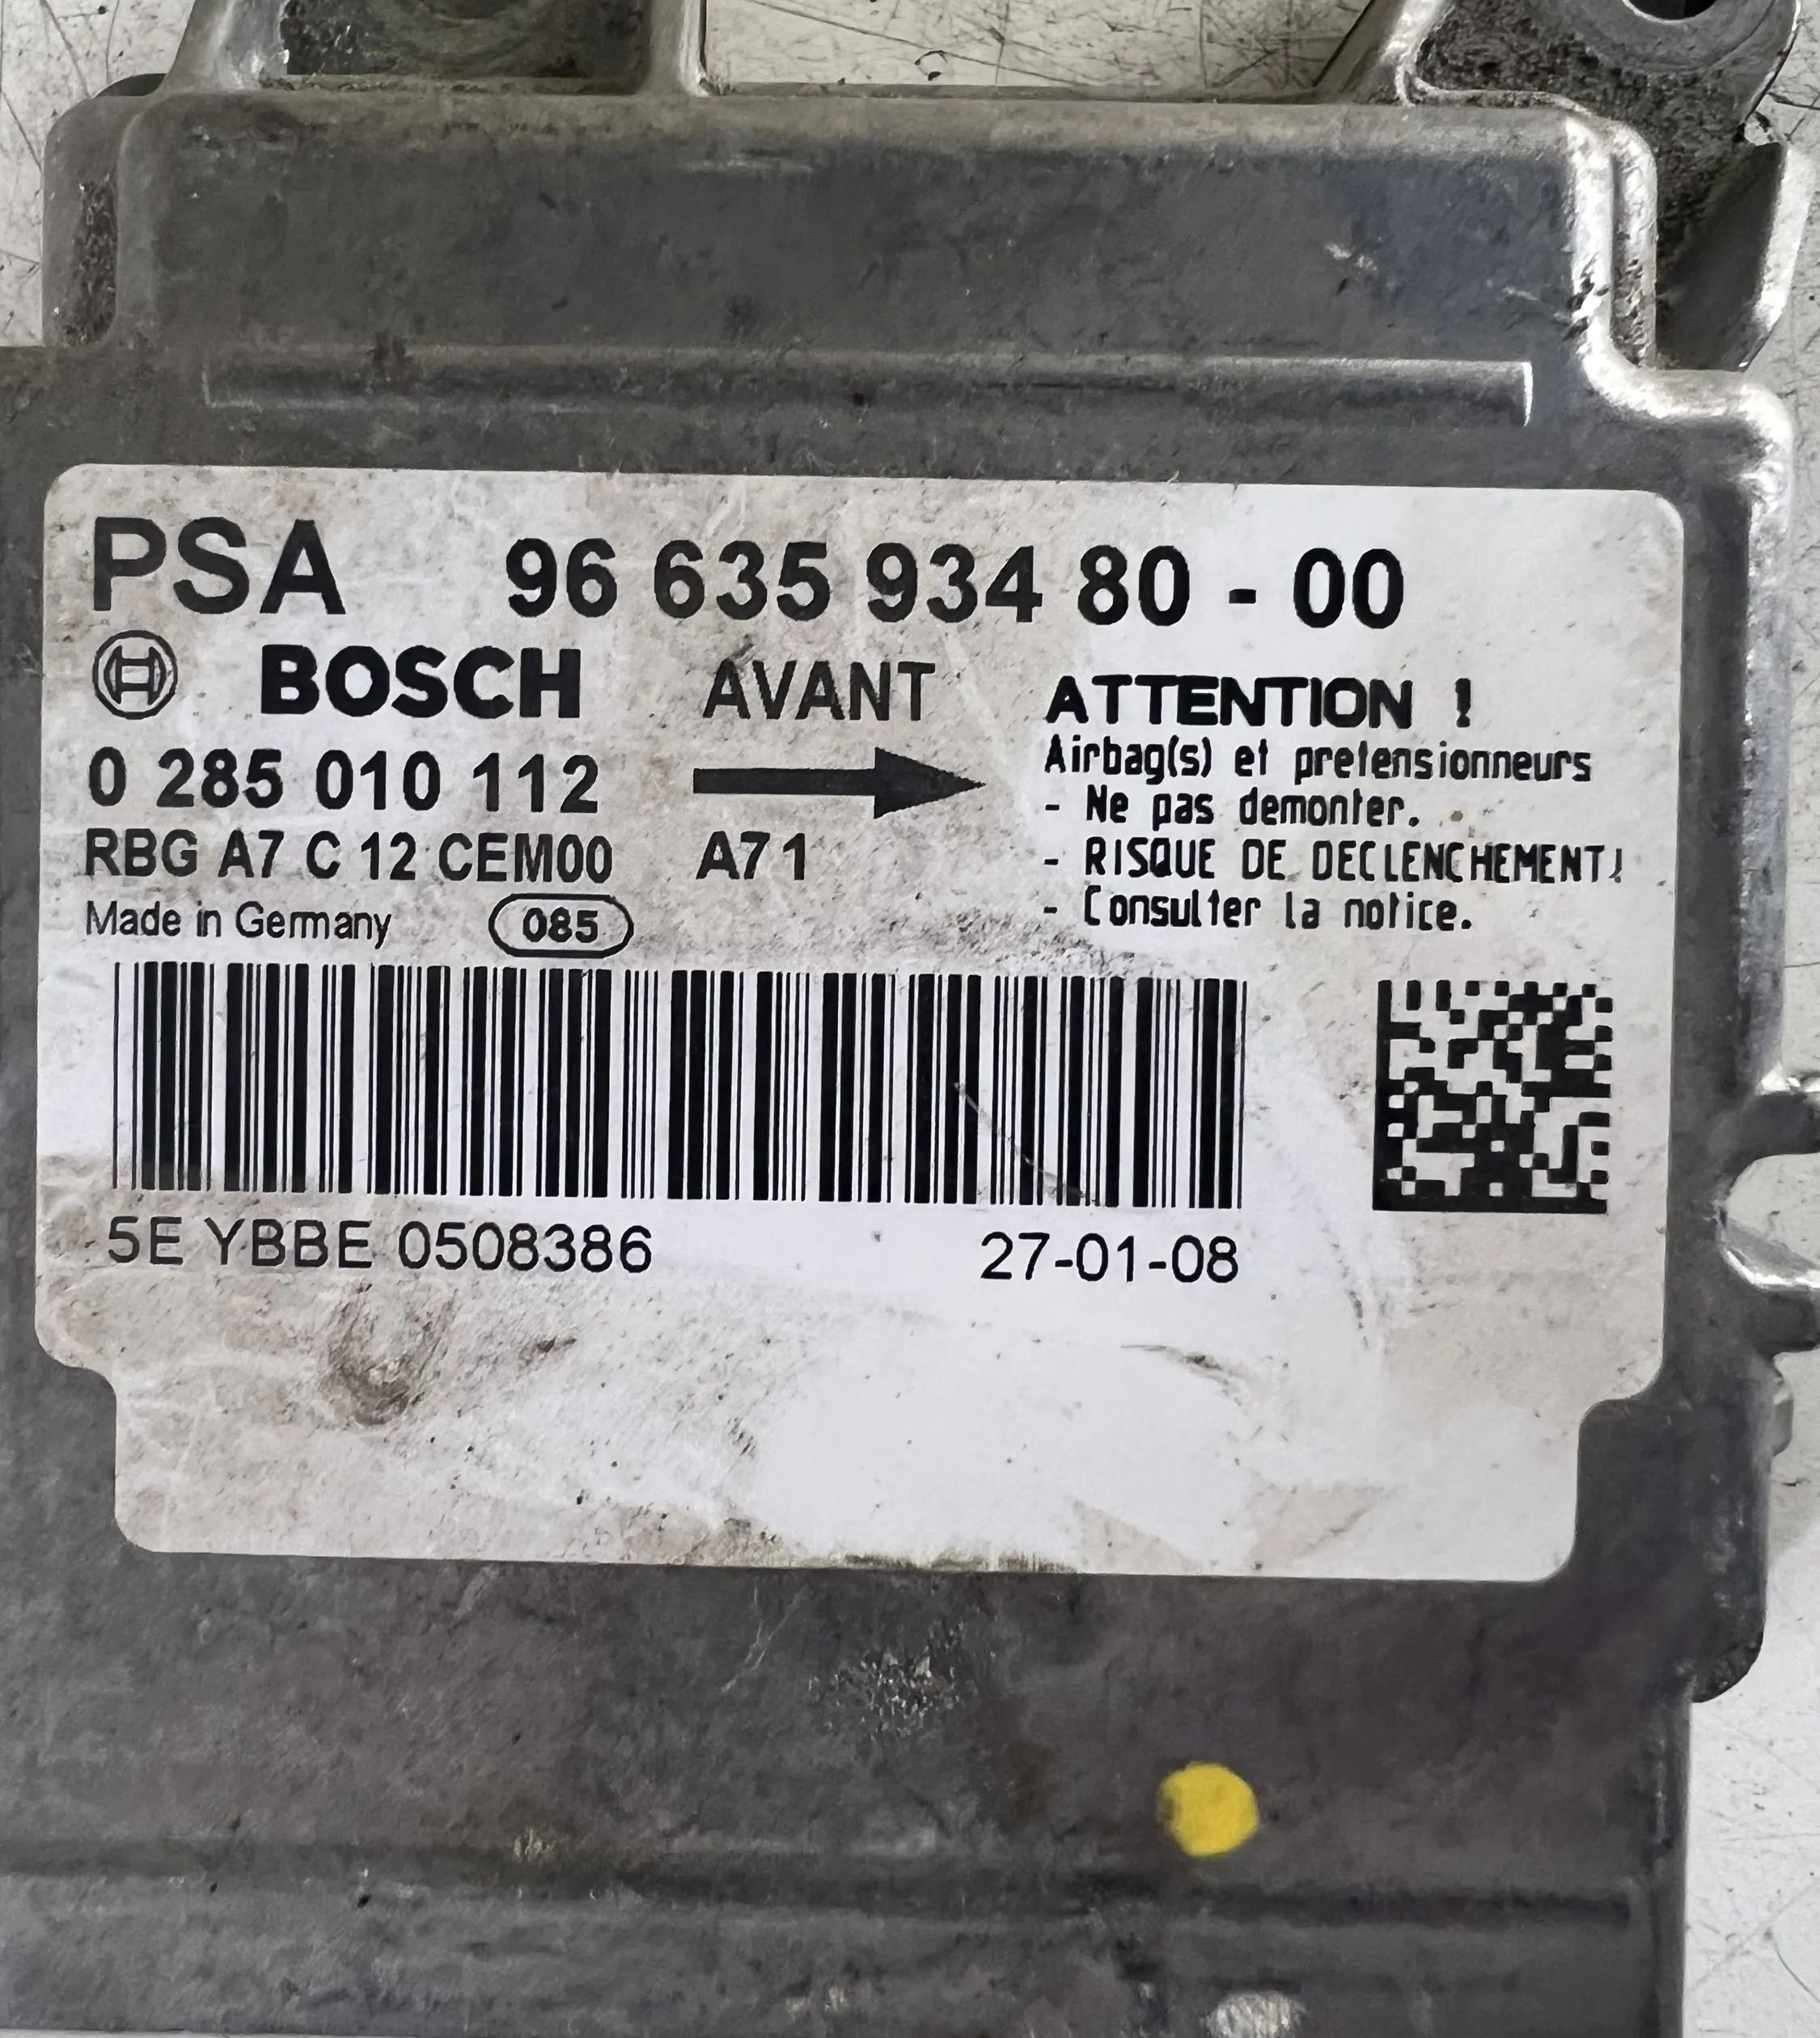 PSA 96 635 934 80 - 00
BOSCH AVANT
0 285 010 112
RBG A7 C 12 CEM00 A71
Made in Germany 085
ATTENTION !
Airbag(s) et pretensionneurs
- Ne pas demonter.
- RISQUE DE DECLENCHEMENT!
- Consulter la notice.
5E YBBE 0508386 27-01-08